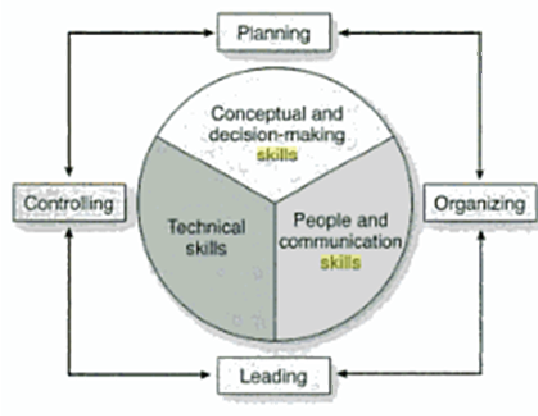 Planning
Conceptual and
decision-making
skills
Controlling
Technical
skills
People and
communication
skills
Organizing
Leading